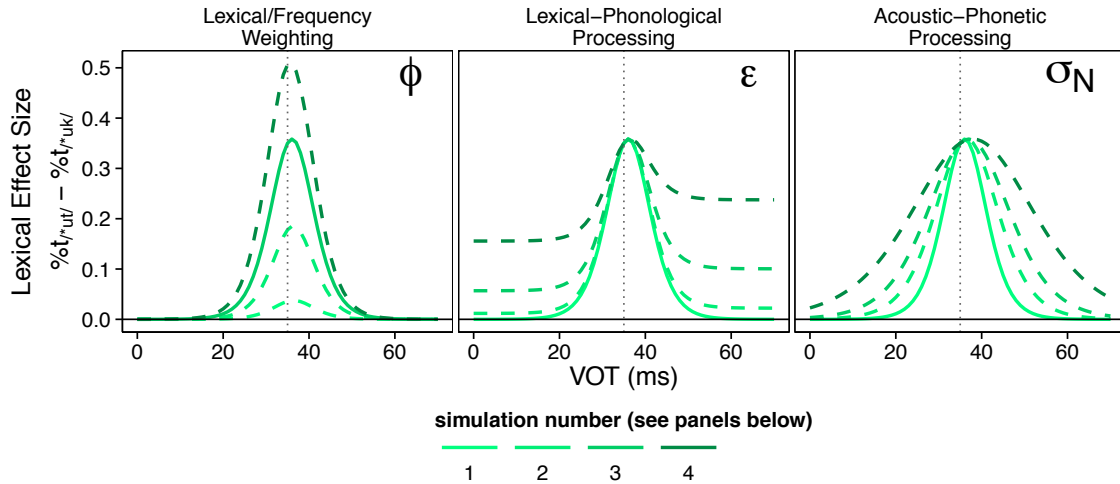 Lexical/Frequency
Weighting
Lexical−Phonological
Processing
Acoustic−Phonetic
Processing
ϕ
ε
σN
Lexical Effect Size
%t/*ut/ − %t/*uk/
0.5
0.4
0.3
0.2
0.1
0.0
0 20 40 60
0 20 40 60
0 20 40 60
VOT (ms)
simulation number (see panels below)
1 2 3 4